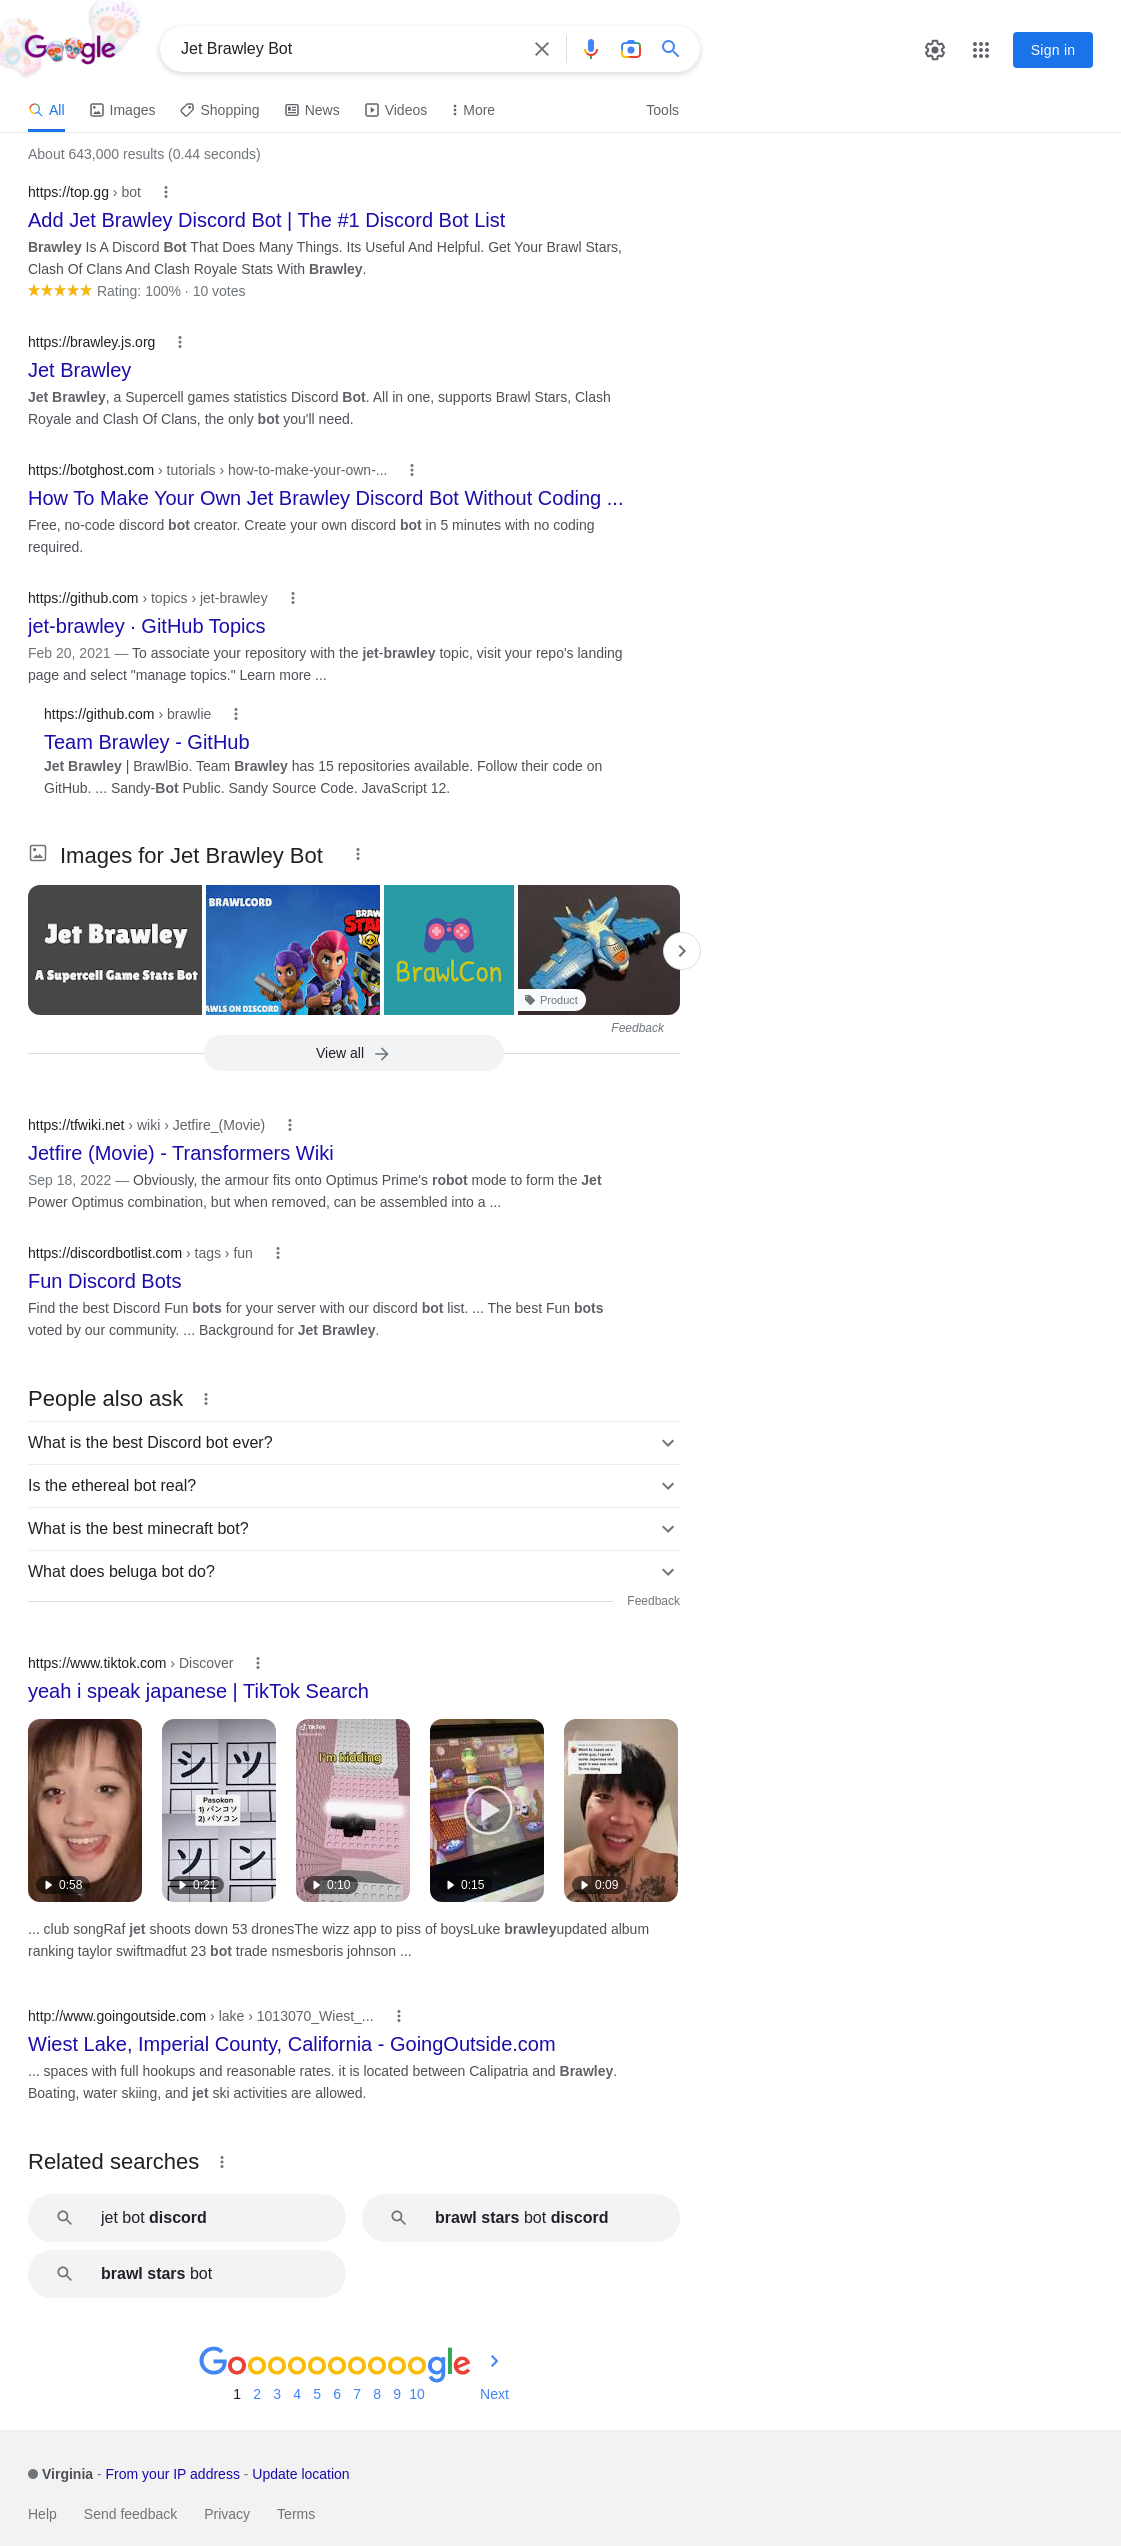 Google
Jet Brawley Bot
Sign in
All
Images
Shopping
News
Videos
More
Tools
About 643,000 results (0.44 seconds)
https://top.gg › bot
Add Jet Brawley Discord Bot | The #1 Discord Bot List
Brawley Is A Discord Bot That Does Many Things. Its Useful And Helpful. Get Your Brawl Stars,
Clash Of Clans And Clash Royale Stats With Brawley.
Rating: 100% · 10 votes
https://brawley.js.org
Jet Brawley
Jet Brawley, a Supercell games statistics Discord Bot. All in one, supports Brawl Stars, Clash
Royale and Clash Of Clans, the only bot you'll need.
https://botghost.com › tutorials › how-to-make-your-own-...
How To Make Your Own Jet Brawley Discord Bot Without Coding ...
Free, no-code discord bot creator. Create your own discord bot in 5 minutes with no coding
required.
https://github.com › topics › jet-brawley
jet-brawley · GitHub Topics
Feb 20, 2021 — To associate your repository with the jet-brawley topic, visit your repo's landing
page and select "manage topics." Learn more ...
https://github.com › brawlie
Team Brawley - GitHub
Jet Brawley | BrawlBio. Team Brawley has 15 repositories available. Follow their code on
GitHub. ... Sandy-Bot Public. Sandy Source Code. JavaScript 12.
Images for Jet Brawley Bot
Jet Brawley
A Supercell Game Stats Bot
BRAWLCORD
AWLS ON DISCORD
BrawlCon
Product
Feedback
View all
https://tfwiki.net › wiki › Jetfire_(Movie)
Jetfire (Movie) - Transformers Wiki
Sep 18, 2022 — Obviously, the armour fits onto Optimus Prime's robot mode to form the Jet
Power Optimus combination, but when removed, can be assembled into a ...
https://discordbotlist.com › tags › fun
Fun Discord Bots
Find the best Discord Fun bots for your server with our discord bot list. ... The best Fun bots
voted by our community. ... Background for Jet Brawley.
People also ask
What is the best Discord bot ever?
Is the ethereal bot real?
What is the best minecraft bot?
What does beluga bot do?
Feedback
https://www.tiktok.com › Discover
yeah i speak japanese | TikTok Search
シ ツ
Pasokon
1) パンコソ
2) パソコン
ソ ン
TikTok
I'm kidding
0:58
0:21
0:10
0:15
0:09
... club songRaf jet shoots down 53 dronesThe wizz app to piss of boysLuke brawleyupdated album
ranking taylor swiftmadfut 23 bot trade nsmesboris johnson ...
http://www.goingoutside.com › lake › 1013070_Wiest_...
Wiest Lake, Imperial County, California - GoingOutside.com
... spaces with full hookups and reasonable rates. it is located between Calipatria and Brawley.
Boating, water skiing, and jet ski activities are allowed.
Related searches
jet bot discord
brawl stars bot discord
brawl stars bot
Goooooooooogle
1 2 3 4 5 6 7 8 9 10 Next
Virginia - From your IP address - Update location
Help Send feedback Privacy Terms